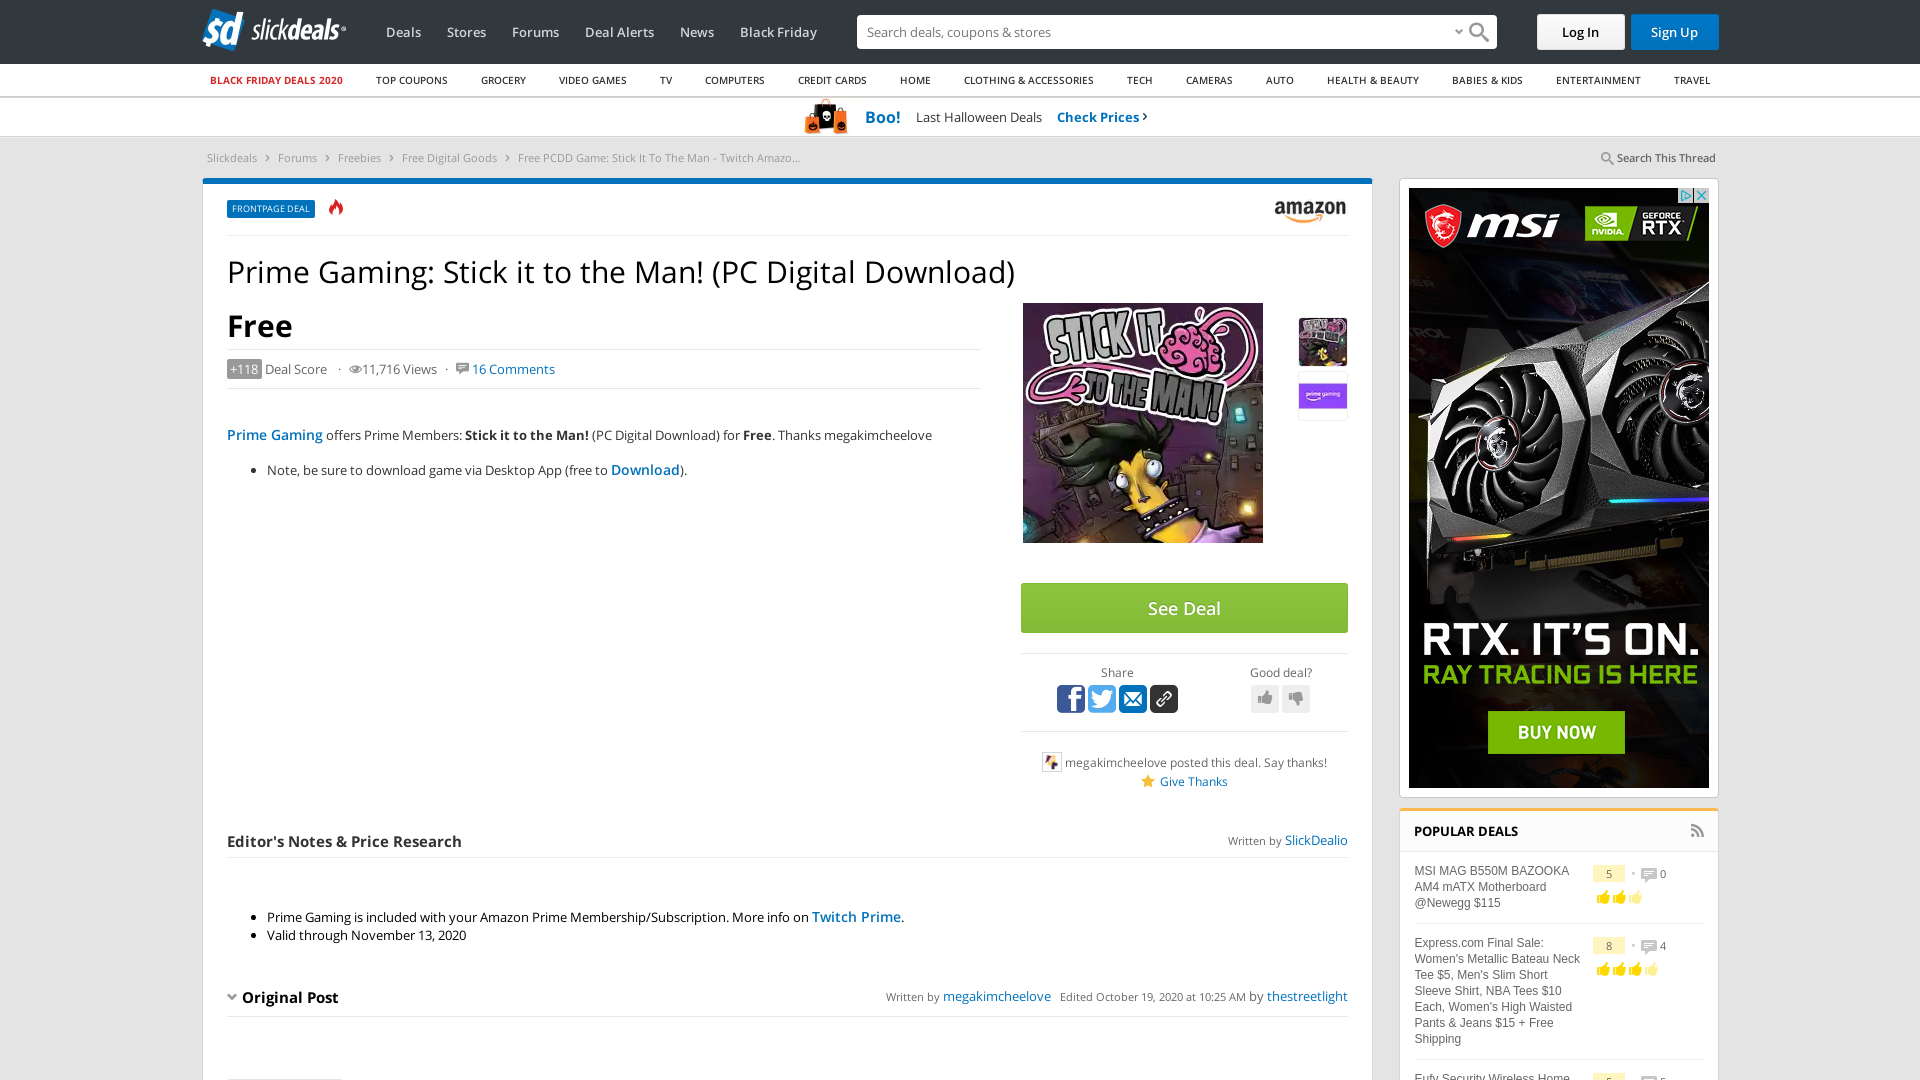 sd slickdeals
Deals
Stores
Forums
Deal Alerts
News
Black Friday
Search deals, coupons & stores
Log In
Sign Up
BLACK FRIDAY DEALS 2020
TOP COUPONS
GROCERY
VIDEO GAMES
TV
COMPUTERS
CREDIT CARDS
HOME
CLOTHING & ACCESSORIES
TECH
CAMERAS
AUTO
HEALTH & BEAUTY
BABIES & KIDS
ENTERTAINMENT
TRAVEL
Boo! Last Halloween Deals Check Prices ›
Slickdeals › Forums › Freebies › Free Digital Goods › Free PCDD Game: Stick It To The Man - Twitch Amazo...
Search This Thread
FRONTPAGE DEAL
amazon
Prime Gaming: Stick it to the Man! (PC Digital Download)
Free
+118 Deal Score · 11,716 Views · 16 Comments
Prime Gaming offers Prime Members: Stick it to the Man! (PC Digital Download) for Free. Thanks megakimcheelove
• Note, be sure to download game via Desktop App (free to Download).
STICK IT
TO THE MAN!
STICK IT
TO THE MAN!
prime gaming
See Deal
Share
Good deal?
megakimcheelove posted this deal. Say thanks!
Give Thanks
Editor's Notes & Price Research
Written by SlickDealio
• Prime Gaming is included with your Amazon Prime Membership/Subscription. More info on Twitch Prime.
• Valid through November 13, 2020
Original Post
Written by megakimcheelove Edited October 19, 2020 at 10:25 AM by thestreetlight
msi
NVIDIA.
GEFORCE
RTX
RTX. IT'S ON.
RAY TRACING IS HERE
BUY NOW
POPULAR DEALS
MSI MAG B550M BAZOOKA
AM4 mATX Motherboard
@Newegg $115
5 • 0
Express.com Final Sale:
Women's Metallic Bateau Neck
Tee $5, Men's Slim Short
Sleeve Shirt, NBA Tees $10
Each, Women's High Waisted
Pants & Jeans $15 + Free
Shipping
8 • 4
Eufy Security Wireless Home